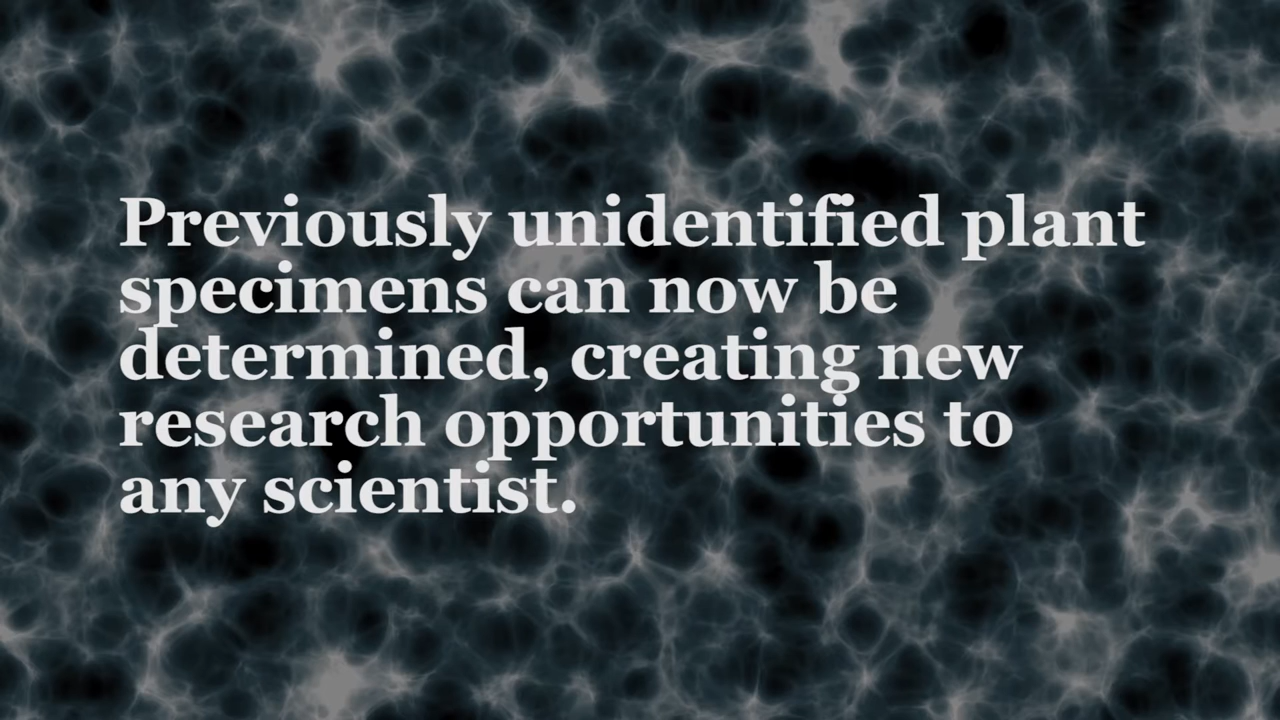 Previously unidentified plant
specimens can now be
determined, creating new
research opportunities to
any scientist.